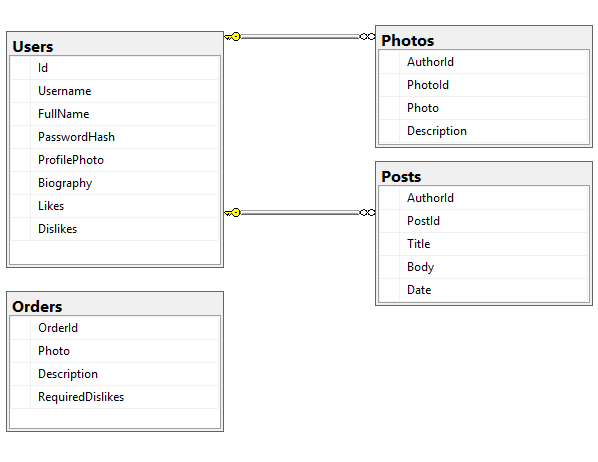 Users
Id
Username
FullName
PasswordHash
ProfilePhoto
Biography
Likes
Dislikes
Photos
AuthorId
PhotoId
Photo
Description
Posts
AuthorId
PostId
Title
Body
Date
Orders
OrderId
Photo
Description
RequiredDislikes